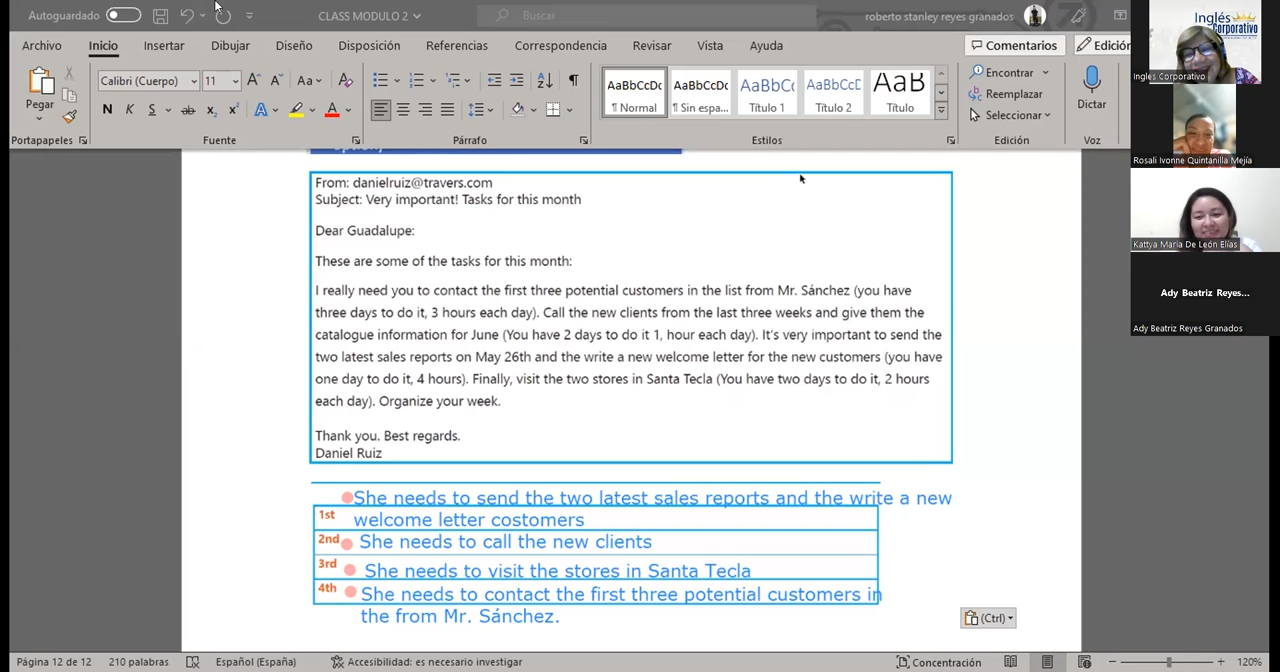 Autoguardado
CLASS MODULO 2
Buscar
roberto stanley reyes granados
Archivo Inicio Insertar Dibujar Diseño Disposición Referencias Correspondencia Revisar Vista Ayuda Comentarios Edición
Pegar
Calibri (Cuerpo) 11
AaBbCcDc AaBbCcDc AaBbCc AaBbCcE AaB
¶ Normal ¶ Sin espa... Título 1 Título 2 Título
Encontrar
Reemplazar
Seleccionar
Dictar
Portapapeles Fuente Párrafo Estilos Edición Voz
From: danielruiz@travers.com
Subject: Very important! Tasks for this month
Dear Guadalupe:
These are some of the tasks for this month:
I really need you to contact the first three potential customers in the list from Mr. Sánchez (you have
three days to do it, 3 hours each day). Call the new clients from the last three weeks and give them the
catalogue information for June (You have 2 days to do it 1, hour each day). It's very important to send the
two latest sales reports on May 26th and the write a new welcome letter for the new customers (you have
one day to do it, 4 hours). Finally, visit the two stores in Santa Tecla (You have two days to do it, 2 hours
each day). Organize your week.
Thank you. Best regards.
Daniel Ruiz
She needs to send the two latest sales reports and the write a new
1st welcome letter costomers
2nd She needs to call the new clients
3rd She needs to visit the stores in Santa Tecla
4th She needs to contact the first three potential customers in
the from Mr. Sánchez.
(Ctrl)
Página 12 de 12 210 palabras Español (España) Accesibilidad: es necesario investigar Concentración 120%
Inglés
Corporativo
Ingles Corporativo
Rosali Ivonne Quintanilla Mejía
Kattya Maria De León Elías
Ady Beatriz Reyes...
Ady Beatriz Reyes Granados